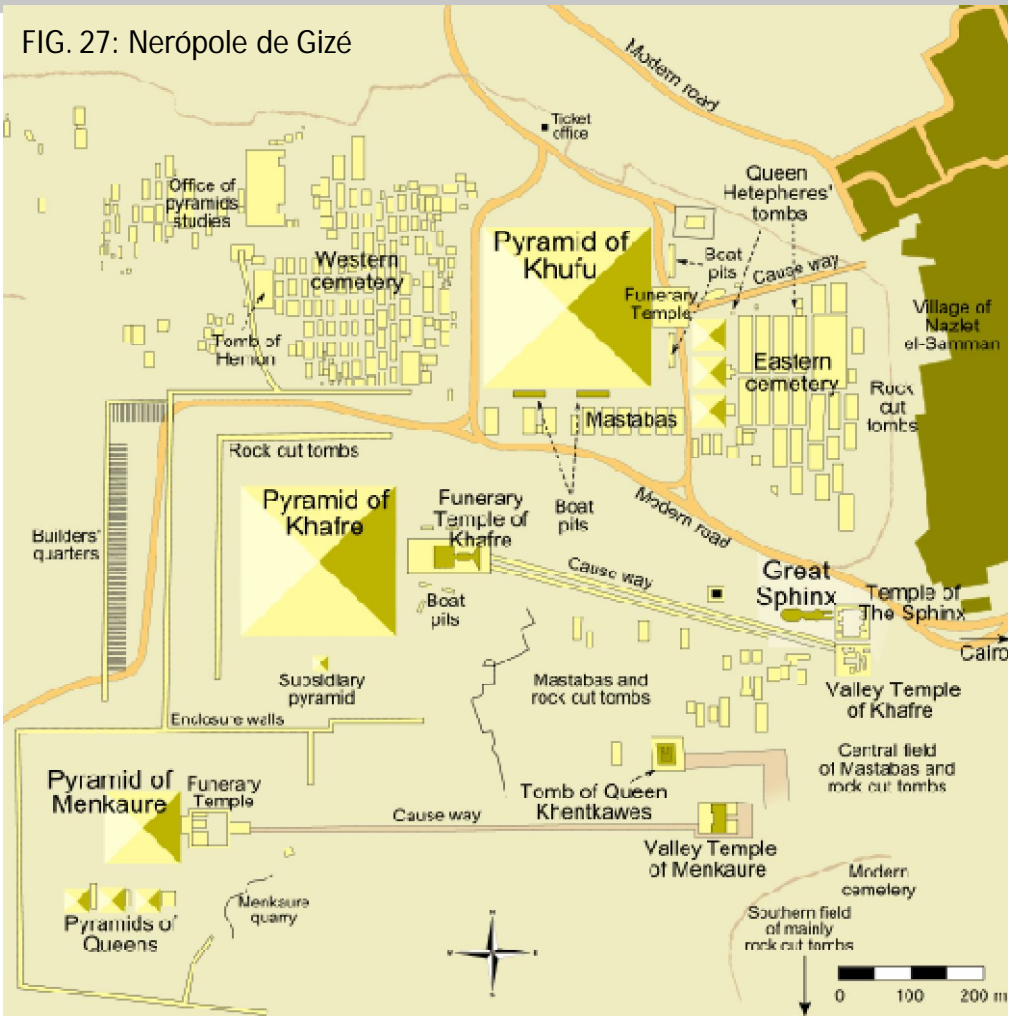 FIG. 27: Nerópole de Gizé
Modern road
Ticket
office
Queen
Hetepheres'
tombs
Office of
pyramids
studies
Western
cemetery
Pyramid of
Khufu
Boat
pits
Cause way
Funerary
Temple
Village of
Nazlet
el-Samman
Tomb of
Hemon
Eastern
cemetery
Rock
cut
tombs
Mastabas
Rock cut tombs
Pyramid of
Khafre
Funerary
Temple of
Khafre
Boat
pits
Modern road
Builders'
quarters
Cause way
Great
Sphinx
Temple of
The Sphinx
Boat
pits
Cairo
Subsidiary
pyramid
Mastabas and
rock cut tombs
Valley Temple
of Khafre
Enclosure walls
Central field
of Mastabas and
rock cut tombs
Pyramid of
Menkaure
Funerary
Temple
Tomb of Queen
Khentkawes
Cause way
Valley Temple
of Menkaure
Modern
cemetery
Menkaure
quarry
Pyramids of
Queens
Southern field
of mainly
rock cut tombs
0 100 200 m